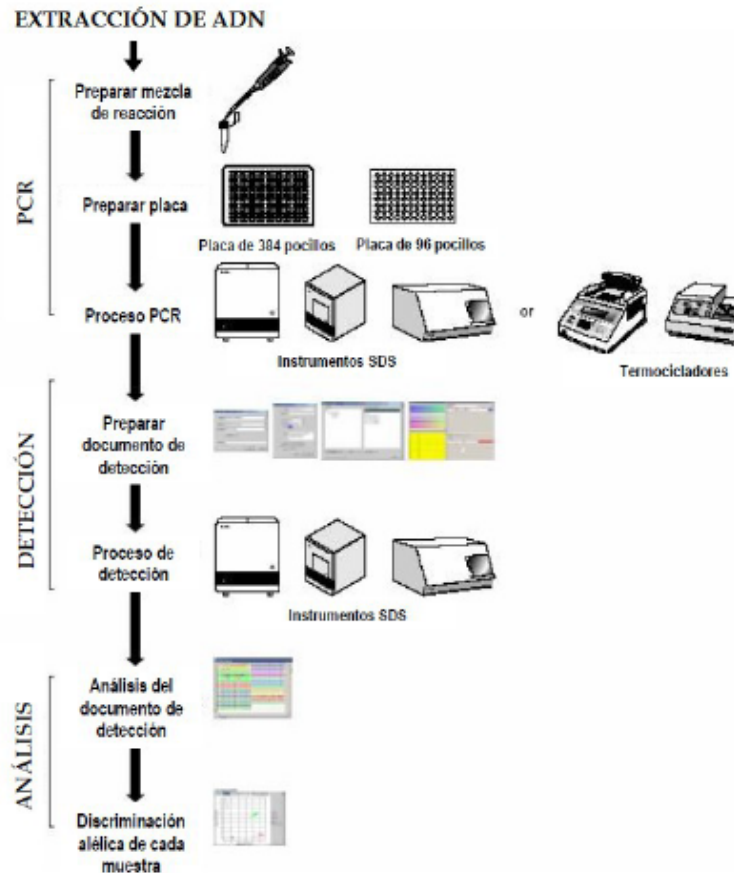 EXTRACCIÓN DE ADN
PCR
Preparar mezcla
de reacción
Preparar placa
Placa de 384 pocillos
Placa de 96 pocillos
Proceso PCR
Instrumentos SDS
or
Termocicladores
DETECCIÓN
Preparar
documento de
detección
Proceso de
detección
Instrumentos SDS
ANÁLISIS
Análisis del
documento de
detección
Discriminación
alélica de cada
muestra